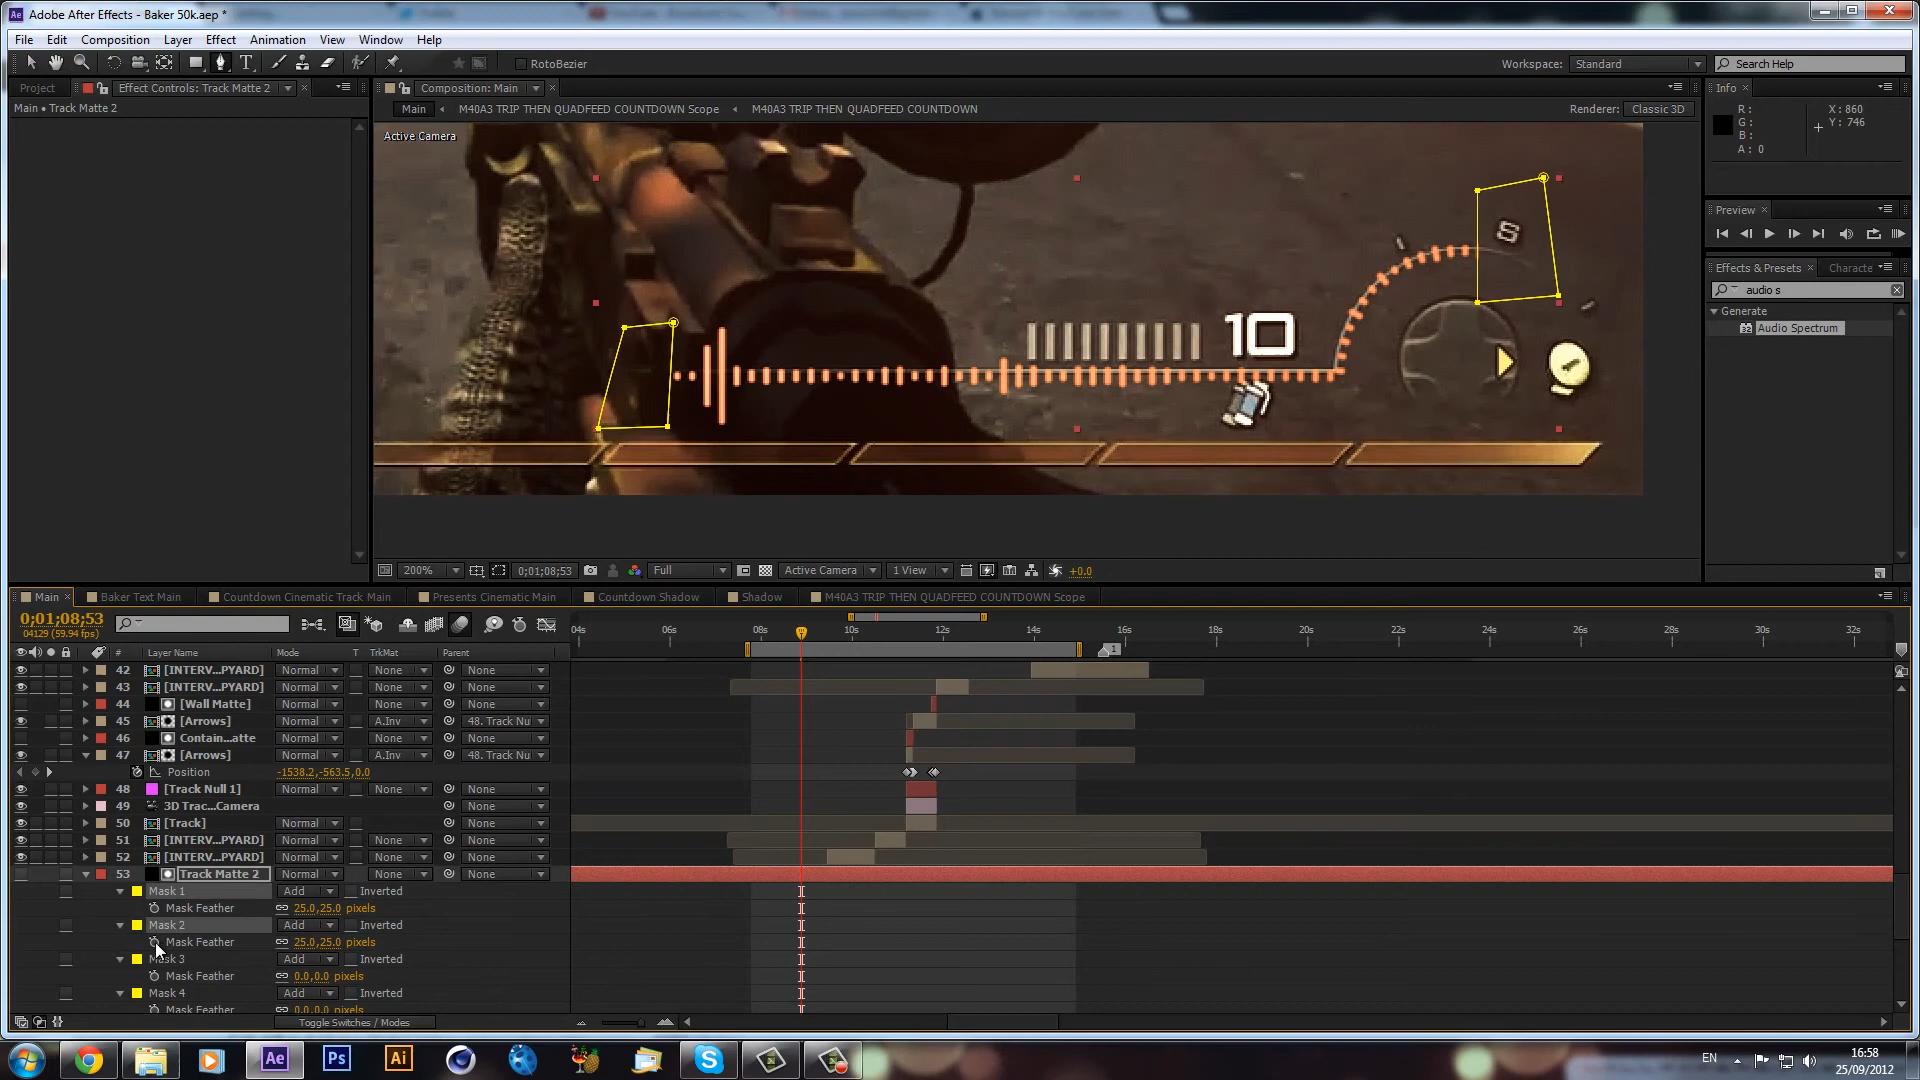 Adobe After Effects - Baker 50k.aep *
File Edit Composition Layer Effect Animation View Window Help
RotoBezier
Workspace: Standard
Search Help
Project
Effect Controls: Track Matte 2
Main • Track Matte 2
Composition: Main
Main
M40A3 TRIP THEN QUADFEED COUNTDOWN Scope
M40A3 TRIP THEN QUADFEED COUNTDOWN
Renderer: Classic 3D
Active Camera
S
10
200%
0;01;08;53
Full
Active Camera
1 View
+0.0
Info
R:
G:
B:
A: 0
X: 860
Y: 746
Preview
Effects & Presets
Characte
audio s
Generate
Audio Spectrum
Main
Baker Text Main
Countdown Cinematic Track Main
Presents Cinematic Main
Countdown Shadow
Shadow
M40A3 TRIP THEN QUADFEED COUNTDOWN Scope
0;01;08;53
04129 (59.94 fps)
04s 06s 08s 10s 12s 14s 16s 18s 20s 22s 24s 26s 28s 30s 32s
1
# Layer Name Mode T TrkMat Parent
42 [INTERV...PYARD] Normal None None
43 [INTERV...PYARD] Normal None None
44 [Wall Matte] Normal None None
45 [Arrows] Normal A.Inv 48. Track Nu
46 Contain...atte Normal None None
47 [Arrows] Normal A.Inv 48. Track Nu
Position -1538.2,-563.5,0.0
48 [Track Null 1] Normal None None
49 3D Trac...Camera None
50 [Track] Normal None
51 [INTERV...PYARD] Normal None None
52 [INTERV...PYARD] Normal None None
53 Track Matte 2 Normal None None
Mask 1 Add Inverted
Mask Feather 25.0,25.0 pixels
Mask 2 Add Inverted
Mask Feather 25.0,25.0 pixels
Mask 3 Add Inverted
Mask Feather 0.0,0.0 pixels
Mask 4 Add Inverted
Mask Feather 0.0,0.0 pixels
Toggle Switches / Modes
EN
16:58
25/09/2012